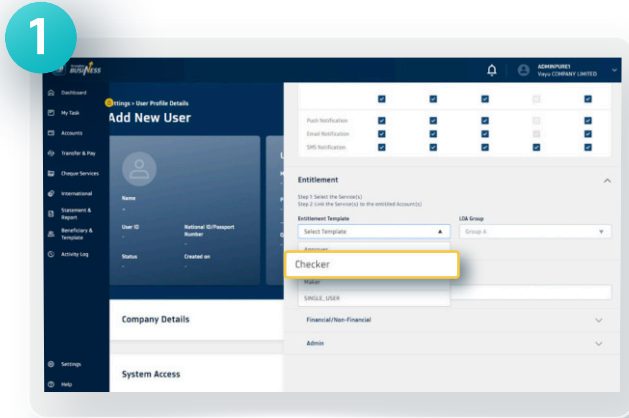 1
BUSINESS
ADMINPURE1
Vayu COMPANY LIMITED
Dashboard
My Task
Accounts
Transfer & Pay
Cheque Services
International
Statement & Report
Beneficiary & Template
Activity Log
Settings
Help
ttings > User Profile Details
Add New User
Name
-
User ID
-
National ID/Passport Number
-
Status
-
Created on
-
Company Details
System Access
Push Notification
Email Notification
SMS Notification
Entitlement
Step 1: Select the Service(s)
Step 2: Link the Service(s) to the entitled Account(s)
Entitlement Template
Select Template
LOA Group
Group A
Approver
Checker
Maker
SINGLE_USER
Financial/Non-Financial
Admin